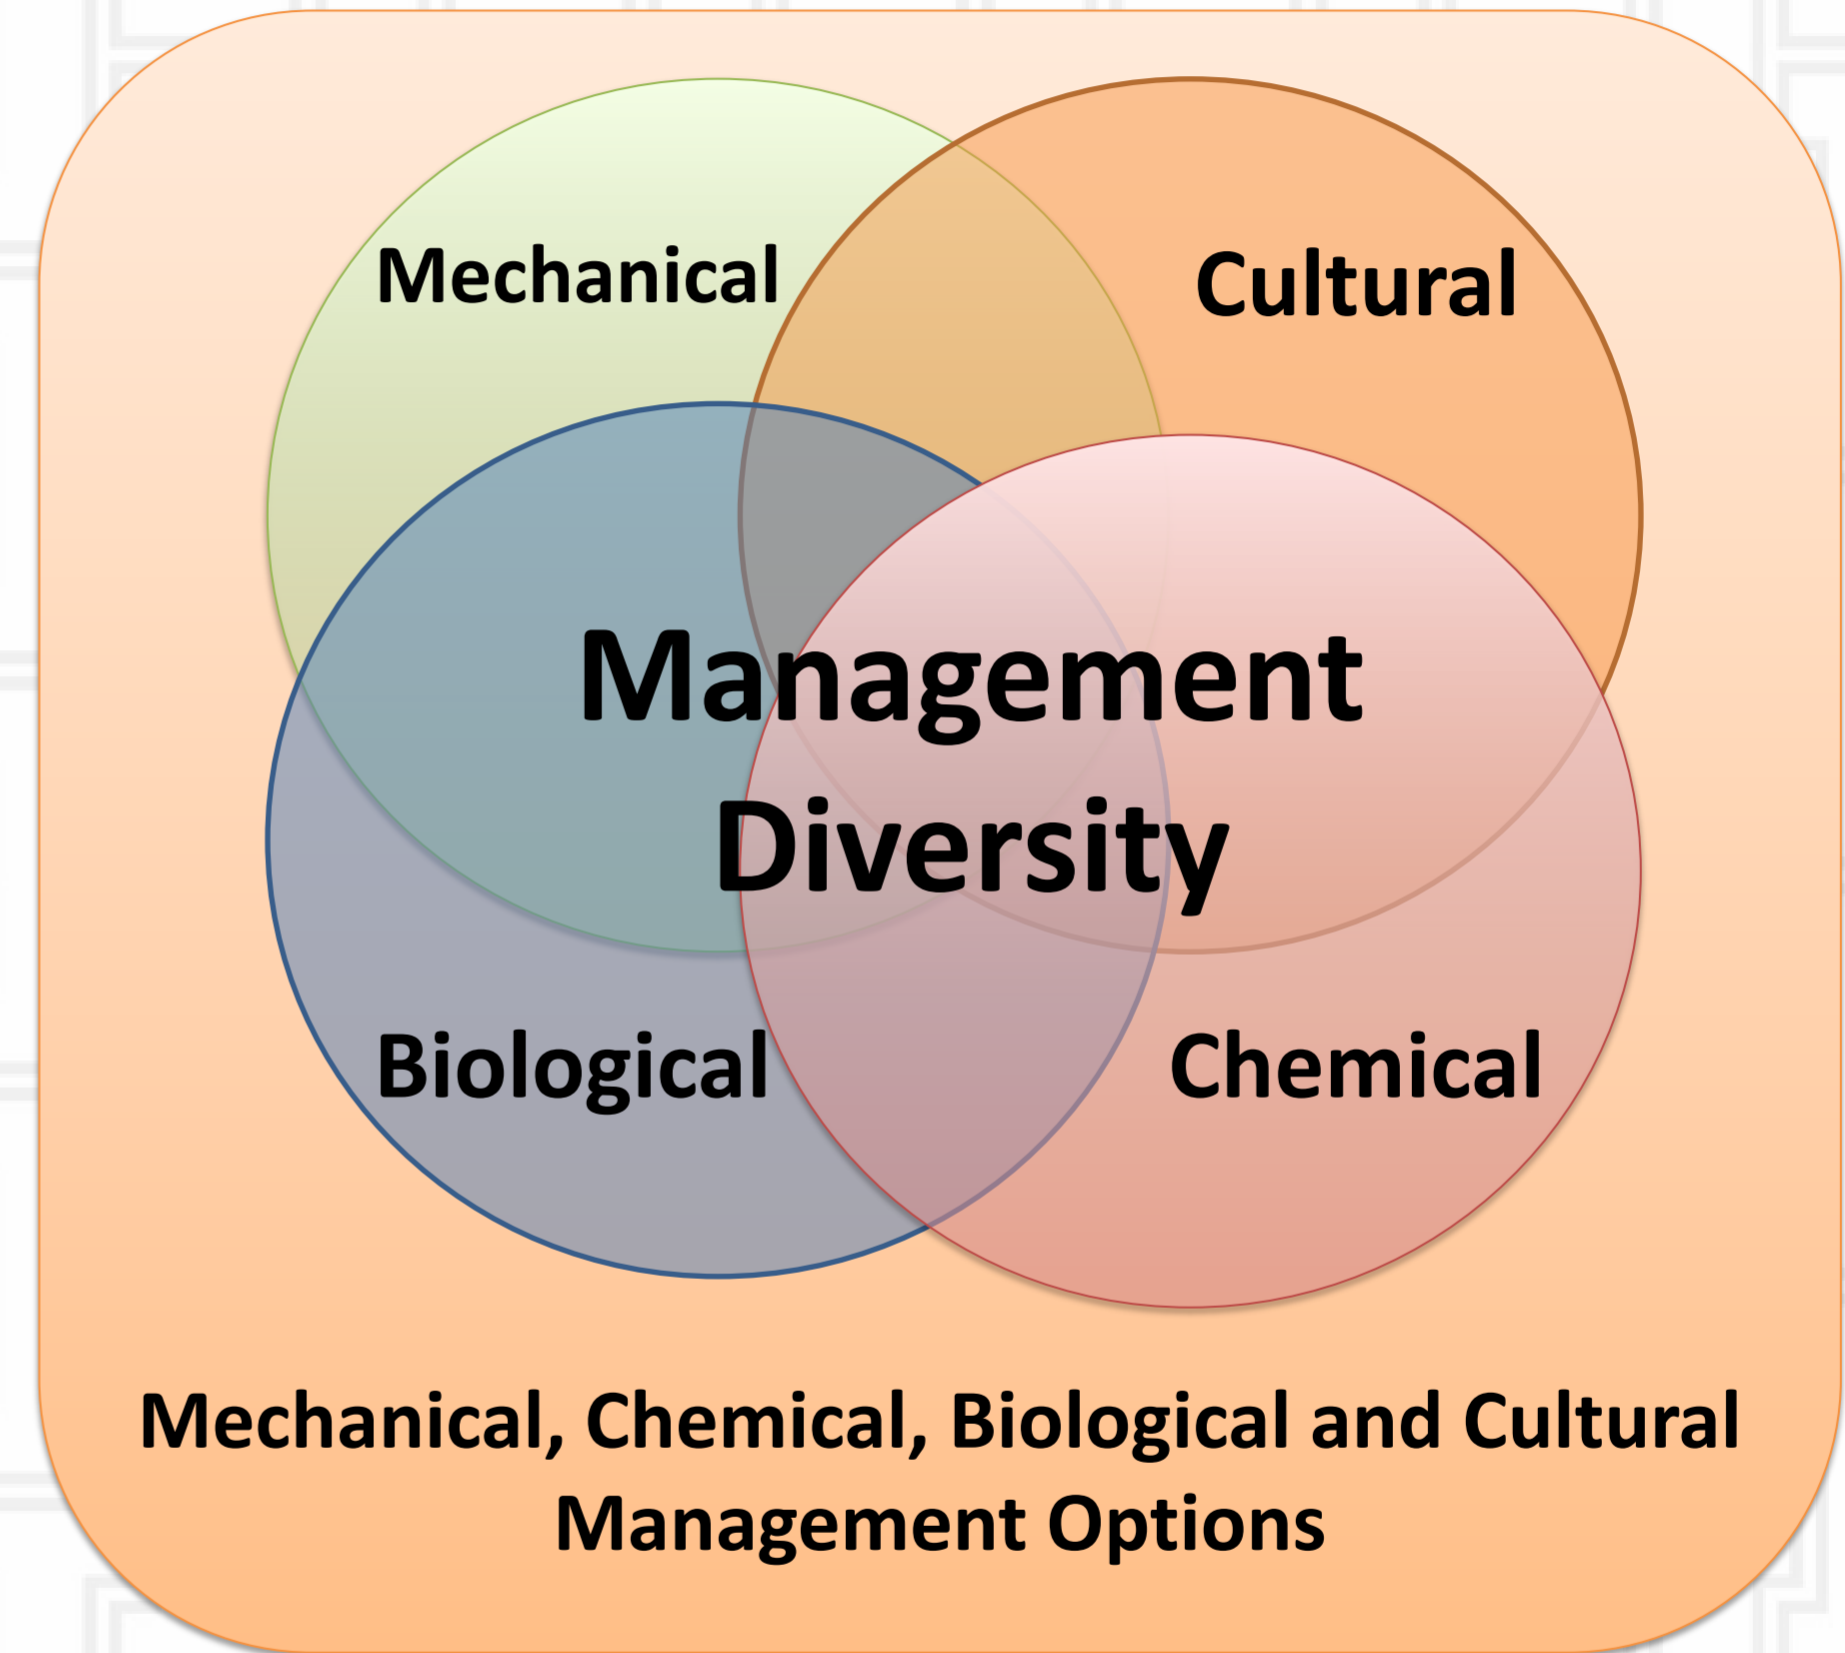 Mechanical
Cultural
Management
Diversity
Biological
Chemical
Mechanical, Chemical, Biological and Cultural
Management Options